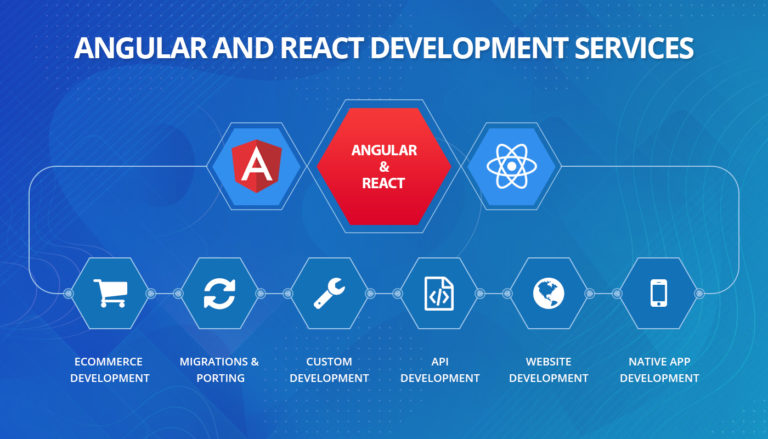 ANGULAR AND REACT DEVELOPMENT SERVICES
A
ANGULAR
&
REACT
</>
ECOMMERCE
DEVELOPMENT
MIGRATIONS &
PORTING
CUSTOM
DEVELOPMENT
API
DEVELOPMENT
WEBSITE
DEVELOPMENT
NATIVE APP
DEVELOPMENT